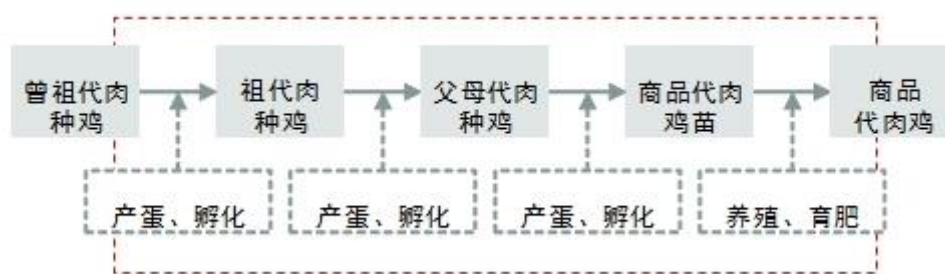 曾祖代肉
种鸡
祖代肉
种鸡
父母代肉
种鸡
商品代肉
鸡苗
商品
代肉鸡
产蛋、孵化
产蛋、孵化
产蛋、孵化
养殖、育肥